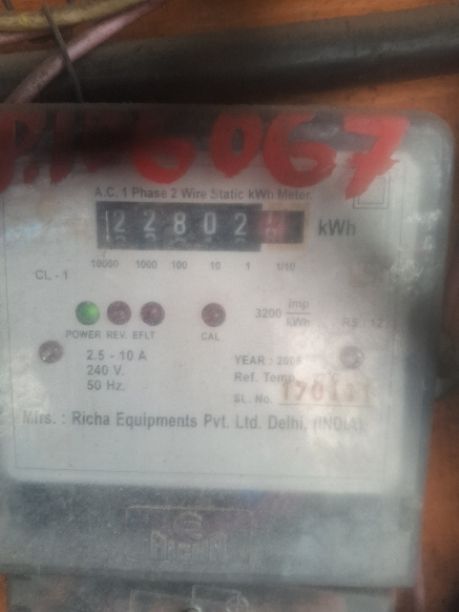 6067
A.C. 1 Phase 2 Wire Static kWh Meter.
22802 kWh
10000 1000 100 10 1 1/10
CL - 1
3200 imp/kWh
POWER REV. EFLT CAL
2.5 - 10 A
240 V.
50 Hz.
YEAR : 2005
Ref. Temp
SL. No.
Mfrs. : Richa Equipments Pvt. Ltd. Delhi, (INDIA)